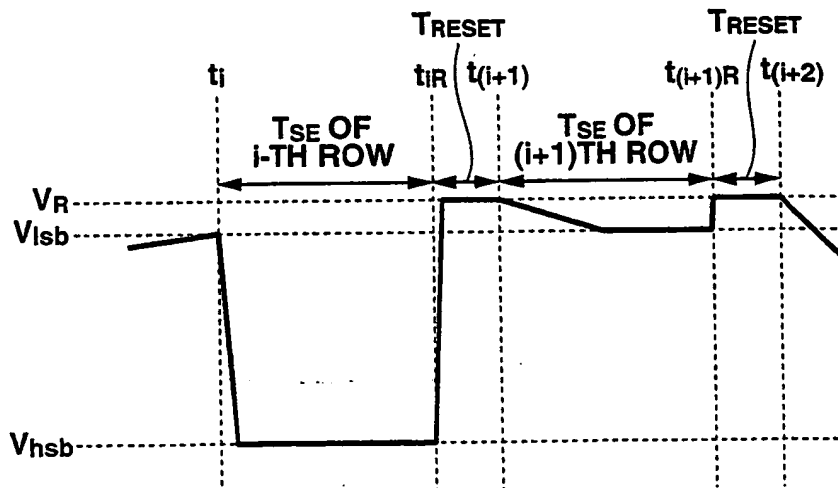 TRESET
TRESET
ti
tiR
t(i+1)
t(i+1)R
t(i+2)
TSE OF
i-TH ROW
TSE OF
(i+1)TH ROW
VR
Vlsb
Vhsb